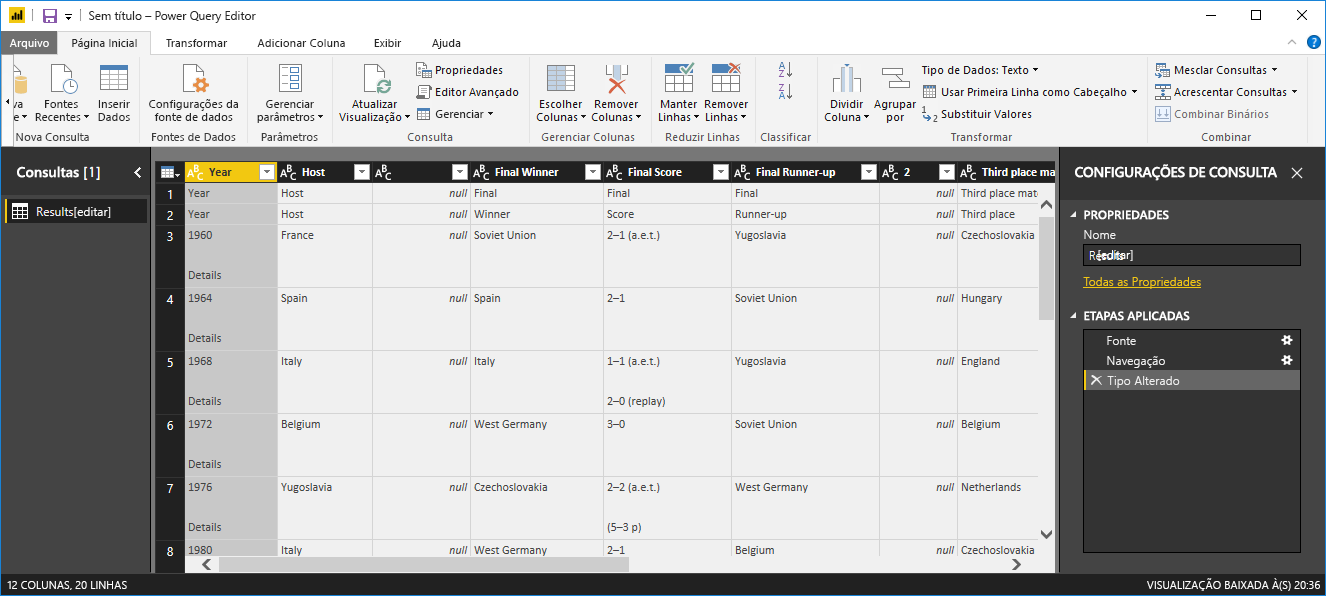 Sem título – Power Query Editor
Arquivo Página Inicial Transformar Adicionar Coluna Exibir Ajuda
va Fontes Recentes Inserir Dados
Nova Consulta
Configurações da fonte de dados
Fontes de Dados
Gerenciar parâmetros
Parâmetros
Atualizar Visualização
Propriedades
Editor Avançado
Gerenciar
Consulta
Escolher Colunas Remover Colunas
Gerenciar Colunas
Manter Linhas Remover Linhas
Reduzir Linhas
Classificar
Dividir Coluna Agrupar por
Tipo de Dados: Texto
Usar Primeira Linha como Cabeçalho
Substituir Valores
Transformar
Mesclar Consultas
Acrescentar Consultas
Combinar Binários
Combinar
Consultas [1]
Results[editar]
Year Host Final Winner Final Score Final Runner-up 2 Third place ma
1 Year Host null Final Final Final null Third place mat
2 Year Host null Winner Score Runner-up null Third place
3 1960 France null Soviet Union 2–1 (a.e.t.) Yugoslavia null Czechoslovakia
Details
4 1964 Spain null Spain 2–1 Soviet Union null Hungary
Details
5 1968 Italy null Italy 1–1 (a.e.t.) Yugoslavia null England
Details 2–0 (replay)
6 1972 Belgium null West Germany 3–0 Soviet Union null Belgium
Details
7 1976 Yugoslavia null Czechoslovakia 2–2 (a.e.t.) West Germany null Netherlands
Details (5–3 p)
8 1980 Italy null West Germany 2–1 Belgium null Czechoslovakia
CONFIGURAÇÕES DE CONSULTA
PROPRIEDADES
Nome
Results[editar]
Todas as Propriedades
ETAPAS APLICADAS
Fonte
Navegação
Tipo Alterado
12 COLUNAS, 20 LINHAS
VISUALIZAÇÃO BAIXADA À(S) 20:36